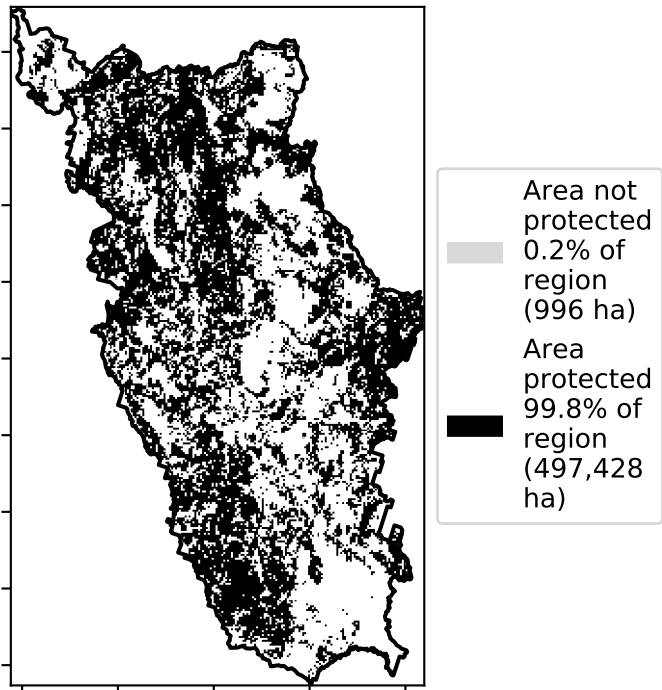 Area not
protected
0.2% of
region
(996 ha)
Area
protected
99.8% of
region
(497,428
ha)